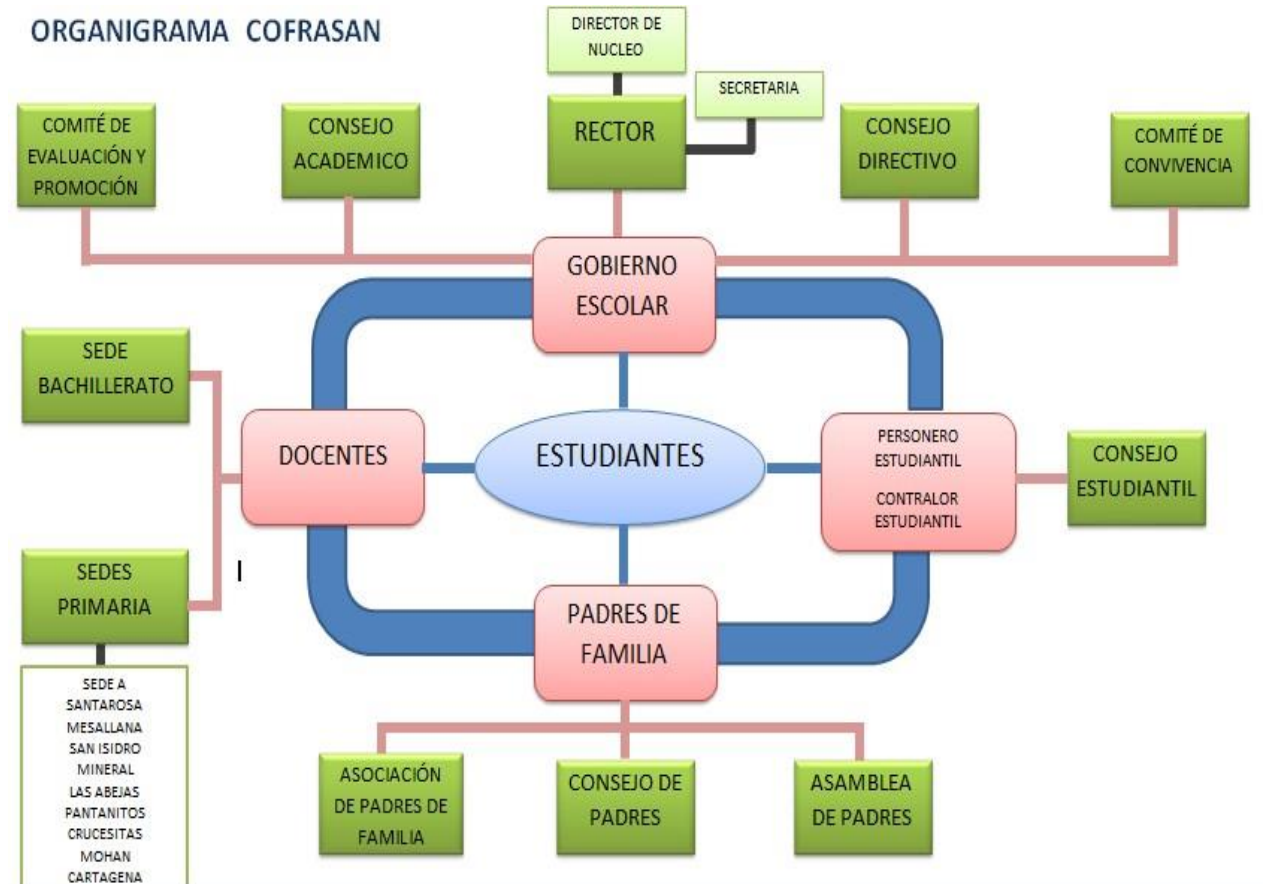 ORGANIGRAMA COFRASAN
DIRECTOR DE
NUCLEO
SECRETARIA
COMITÉ DE
EVALUACIÓN Y
PROMOCIÓN
CONSEJO
ACADEMICO
RECTOR
CONSEJO
DIRECTIVO
COMITÉ DE
CONVIVENCIA
GOBIERNO
ESCOLAR
SEDE
BACHILLERATO
DOCENTES
ESTUDIANTES
PERSONERO
ESTUDIANTIL
CONTRALOR
ESTUDIANTIL
CONSEJO
ESTUDIANTIL
SEDES
PRIMARIA
PADRES DE
FAMILIA
SEDE A
SANTAROSA
MESALLANA
SAN ISIDRO
MINERAL
LAS ABEJAS
PANTANITOS
CRUCESITAS
MOHAN
CARTAGENA
ASOCIACIÓN
DE PADRES DE
FAMILIA
CONSEJO DE
PADRES
ASAMBLEA
DE PADRES